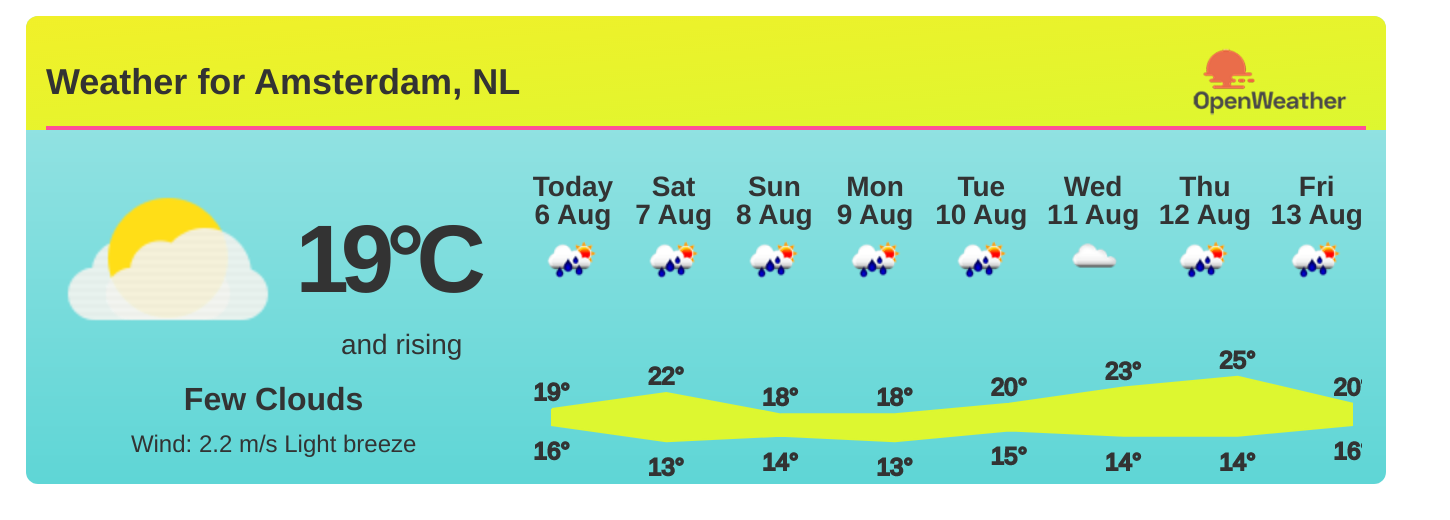 Weather for Amsterdam, NL
OpenWeather
Today Sat Sun Mon Tue Wed Thu Fri
6 Aug 7 Aug 8 Aug 9 Aug 10 Aug 11 Aug 12 Aug 13 Aug
19°C
and rising
Few Clouds
Wind: 2.2 m/s Light breeze
19° 22° 18° 18° 20° 23° 25° 20°
16° 13° 14° 13° 15° 14° 14° 16°